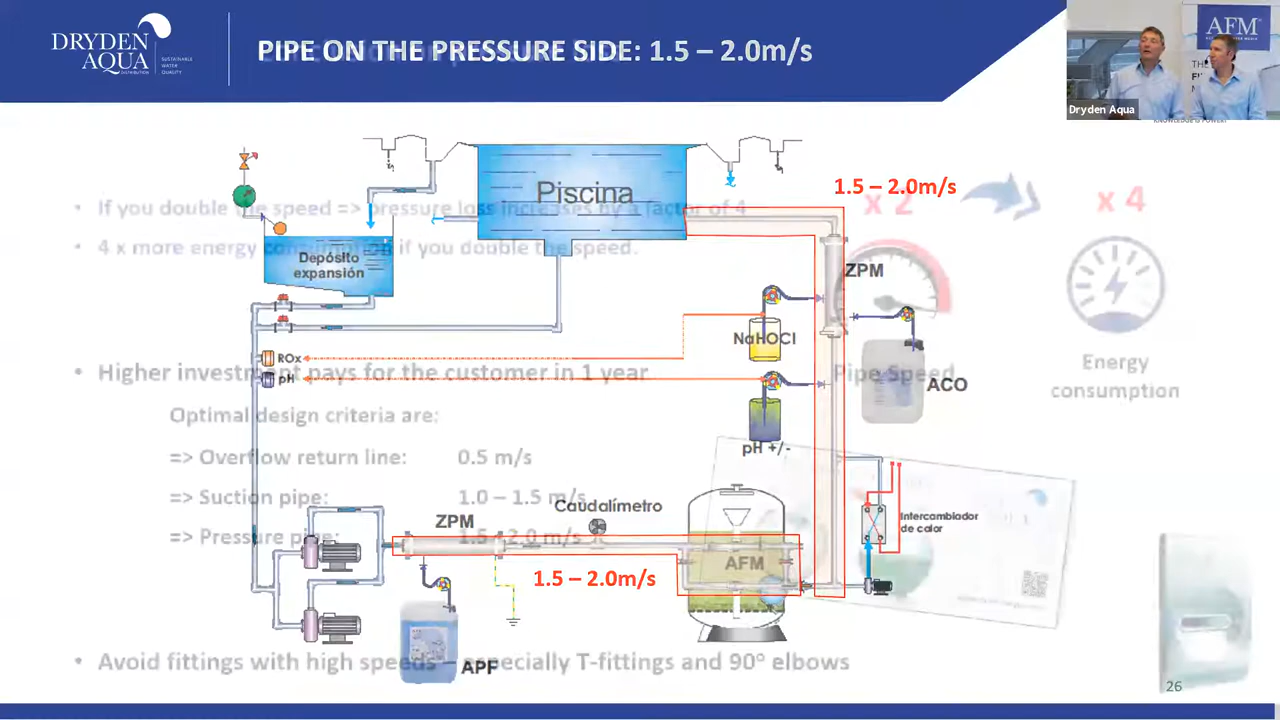 DRYDEN
AQUA
DISTRIBUTION
SUSTAINABLE
WATER
QUALITY
PIPE ON THE PRESSURE SIDE: 1.5 – 2.0m/s
AFM
Dryden Aqua
Piscina
1.5 – 2.0m/s
x 2
x 4
• If you double the speed => pressure loss increases by a factor of 4
• 4 x more energy consumption if you double the speed.
Depósito
expansión
ZPM
NaHOCl
ROx
pH
• Higher investment pays for the customer in 1 year
Pipe Speed
Energy
consumption
ACO
Optimal design criteria are:
pH +/-
=> Overflow return line: 0.5 m/s
=> Suction pipe: 1.0 – 1.5 m/s
Caudalímetro
ZPM
Intercambiador
de calor
=> Pressure pipe: 1.5 – 2.0 m/s
AFM
1.5 – 2.0m/s
• Avoid fittings with high speeds especially T-fittings and 90° elbows
APF
26